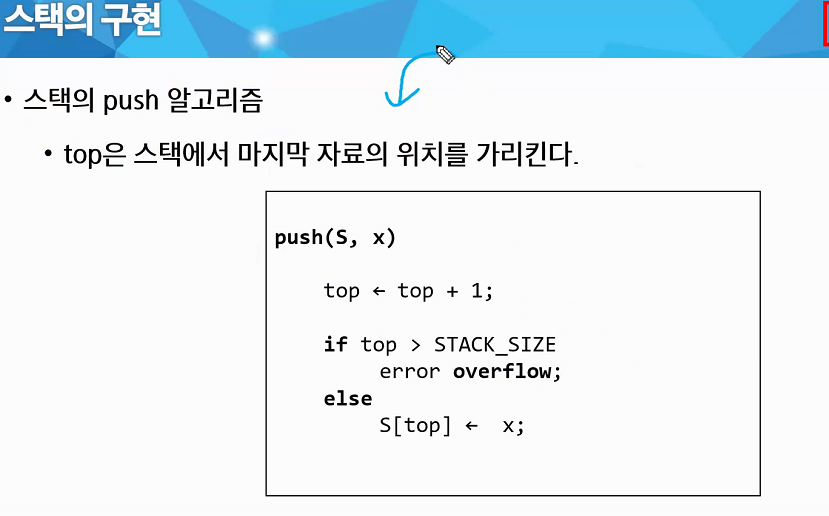 스택의 구현
• 스택의 push 알고리즘
• top은 스택에서 마지막 자료의 위치를 가리킨다.
push(S, x)
top ← top + 1;
if top > STACK_SIZE
error overflow;
else
S[top] ← x;